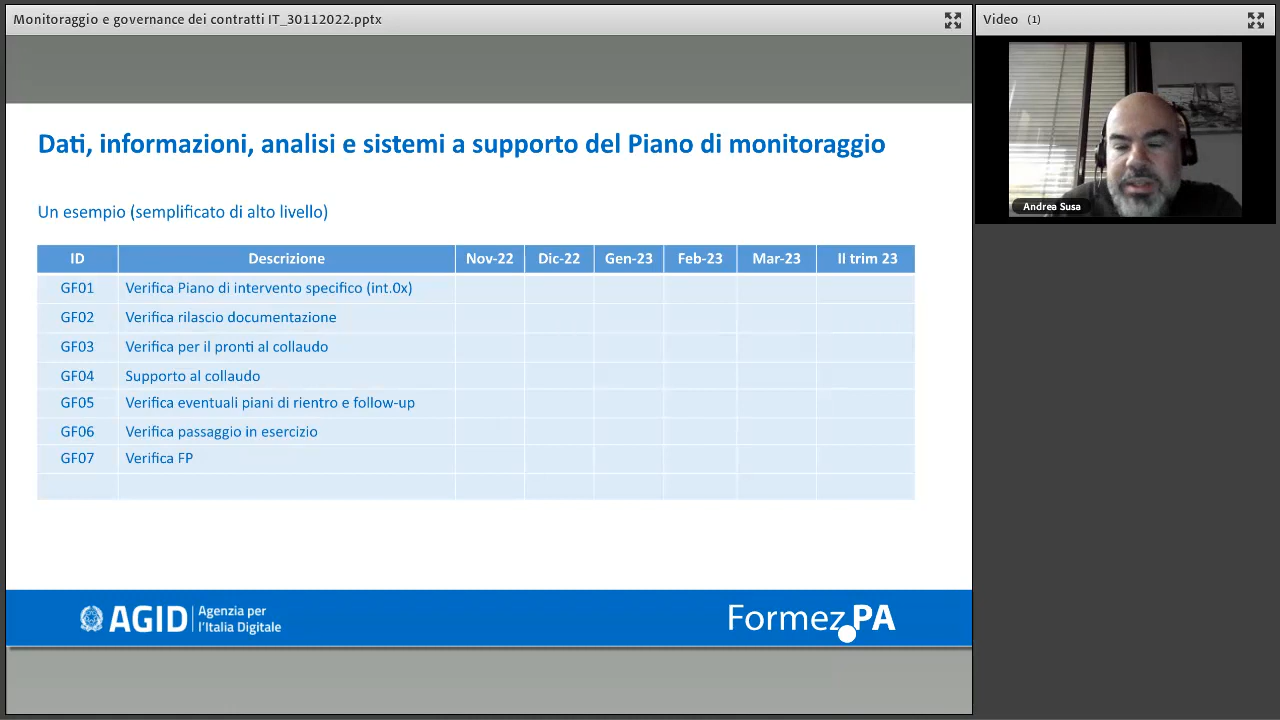 Monitoraggio e governance dei contratti IT_30112022.pptx
Video (1)
Andrea Susa
Dati, informazioni, analisi e sistemi a supporto del Piano di monitoraggio
Un esempio (semplificato di alto livello)
ID Descrizione Nov-22 Dic-22 Gen-23 Feb-23 Mar-23 II trim 23
GF01 Verifica Piano di intervento specifico (int.0x)
GF02 Verifica rilascio documentazione
GF03 Verifica per il pronti al collaudo
GF04 Supporto al collaudo
GF05 Verifica eventuali piani di rientro e follow-up
GF06 Verifica passaggio in esercizio
GF07 Verifica FP
AGID Agenzia per
l'Italia Digitale
Formez PA